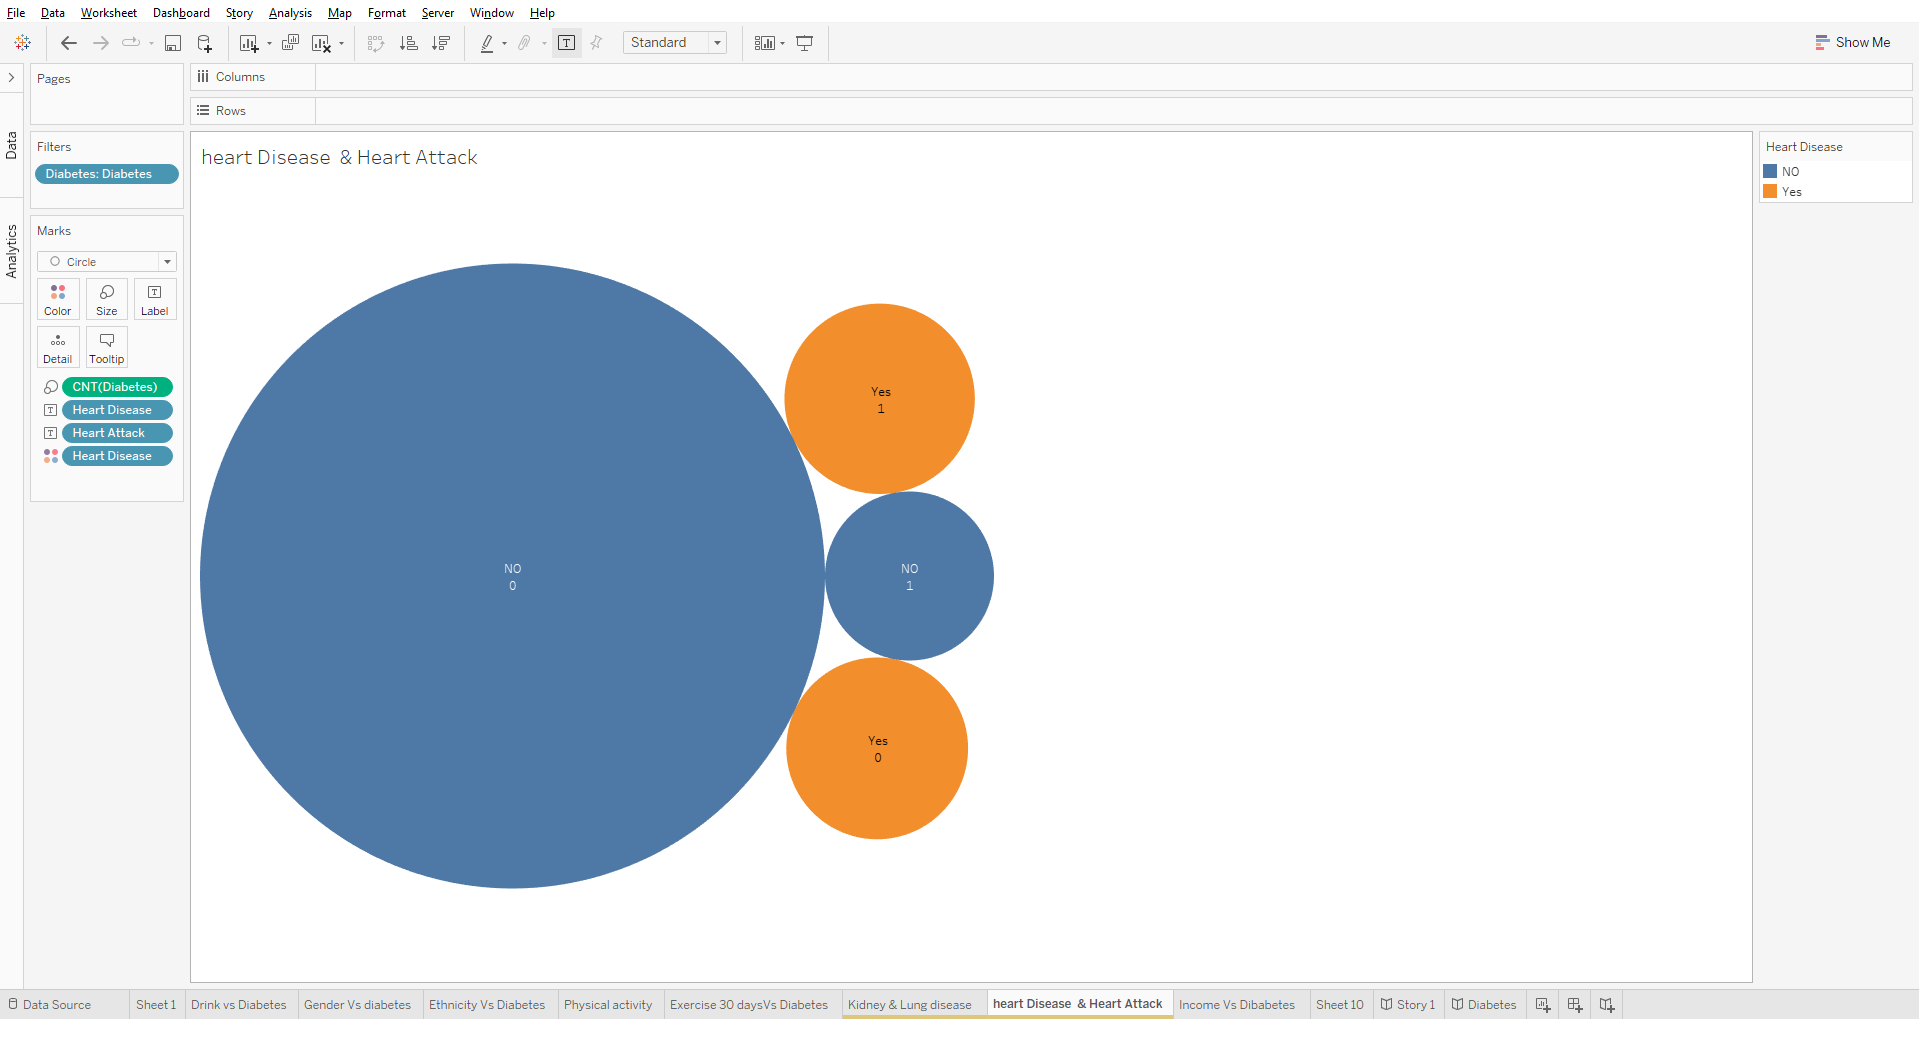 File Data Worksheet Dashboard Story Analysis Map Format Server Window Help
Standard
Show Me
Pages
Columns
Rows
Data
Analytics
Filters
Diabetes: Diabetes
Marks
Circle
Color Size Label
Detail Tooltip
CNT(Diabetes)
Heart Disease
Heart Attack
Heart Disease
heart Disease & Heart Attack
Yes
1
NO
0
NO
1
Yes
0
Heart Disease
NO
Yes
Data Source Sheet 1 Drink vs Diabetes Gender Vs diabetes Ethnicity Vs Diabetes Physical activity Exercise 30 daysVs Diabetes Kidney & Lung disease heart Disease & Heart Attack Income Vs Dibabetes Sheet 10 Story 1 Diabetes